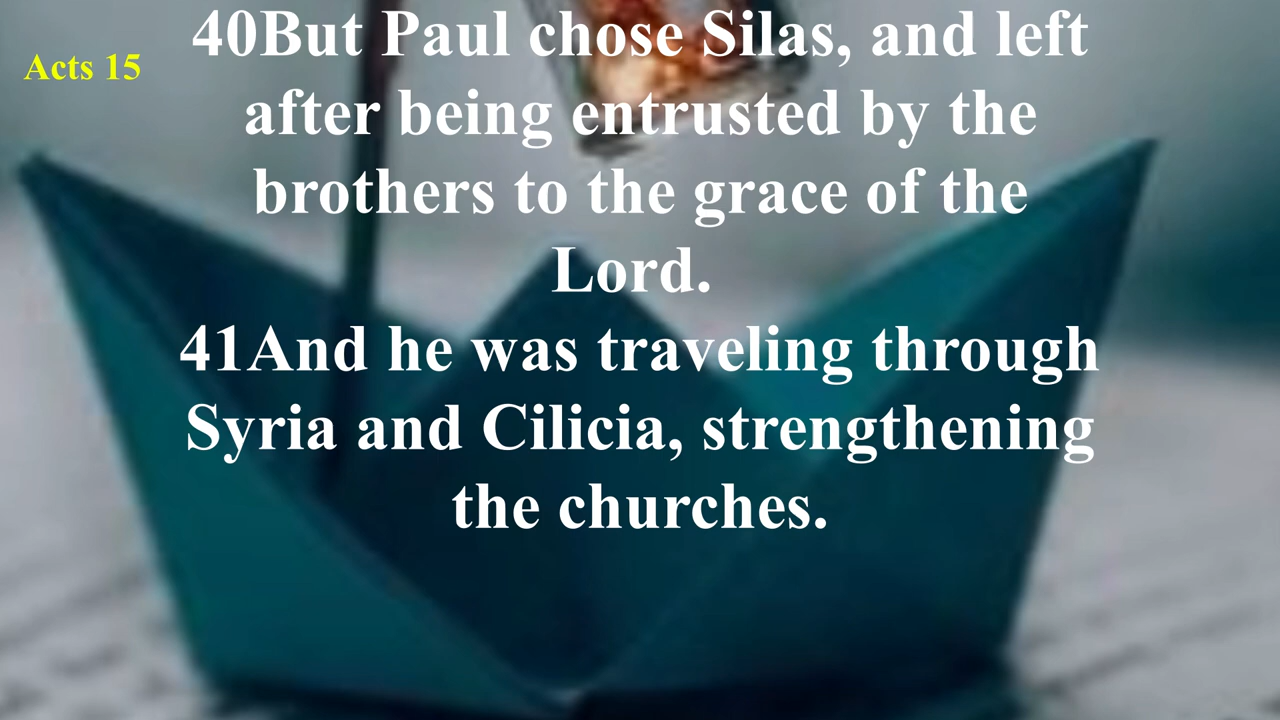 Acts 15
40But Paul chose Silas, and left
after being entrusted by the
brothers to the grace of the
Lord.
41And he was traveling through
Syria and Cilicia, strengthening
the churches.